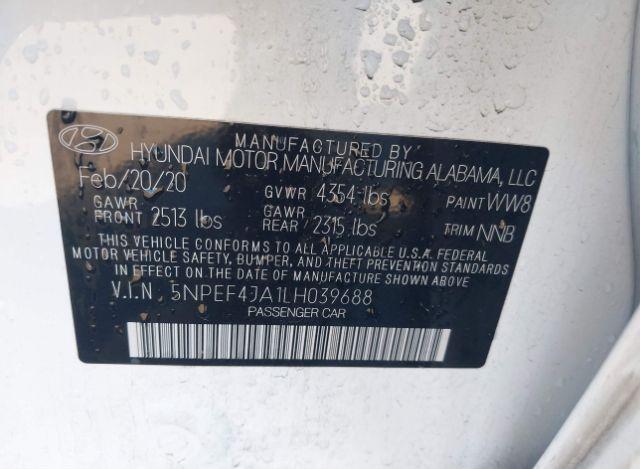 MANUFACTURED BY
HYUNDAI MOTOR MANUFACTURING ALABAMA, LLC
Feb/20/20 GVWR 4354 lbs PAINT WW8
GAWR FRONT 2513 lbs GAWR REAR 2315 lbs TRIM NNB
THIS VEHICLE CONFORMS TO ALL APPLICABLE U.S.A. FEDERAL
MOTOR VEHICLE SAFETY, BUMPER, AND THEFT PREVENTION STANDARDS
IN EFFECT ON THE DATE OF MANUFACTURE SHOWN ABOVE.
V.I.N. 5NPEF4JA1LH039688
PASSENGER CAR